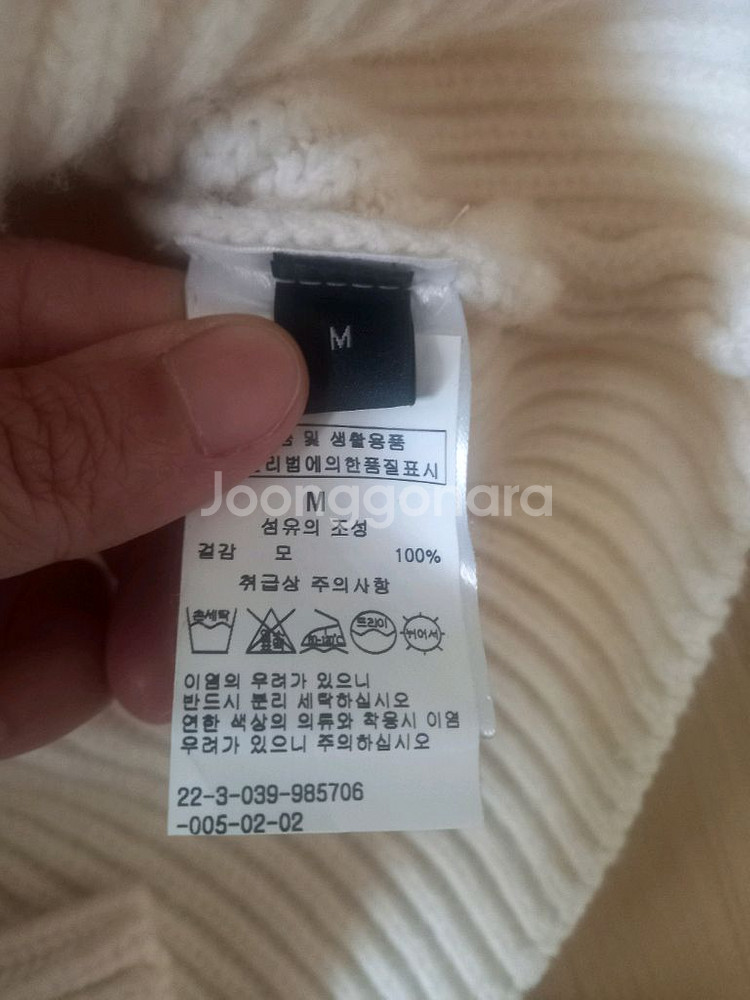 M
및 생활용품
리법에의한품질표시
M
Joonggonara
섬유의 조성
겉감 모 100%
취급상 주의사항
손세탁 드라이 뉘어서
이염의 우려가 있으니
반드시 분리 세탁하십시오
연한 색상의 의류와 착용시 이염
우려가 있으니 주의하십시오
22-3-039-985706
-005-02-02